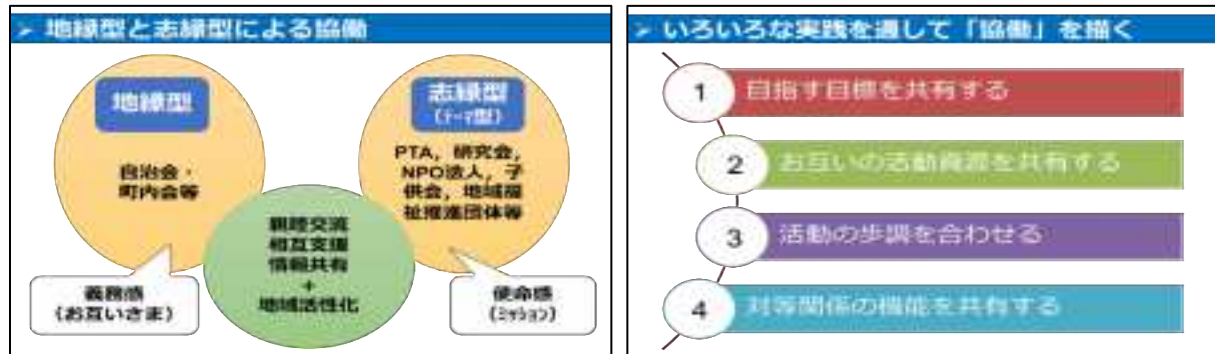 ➢ 地縁型と志縁型による協働
地縁型
自治会・
町内会等
志縁型
(ﾃｰﾏ型)
PTA，研究会，
NPO法人，子
供会，地域福
祉推進団体等
親睦交流
相互支援
情報共有
+
地域活性化
義務感
(お互いさま)
使命感
(ﾐｯｼｮﾝ)
➢ いろいろな実践を通して「協働」を描く
1 目指す目標を共有する
2 お互いの活動資源を共有する
3 活動の歩調を合わせる
4 対等関係の機能を共有する